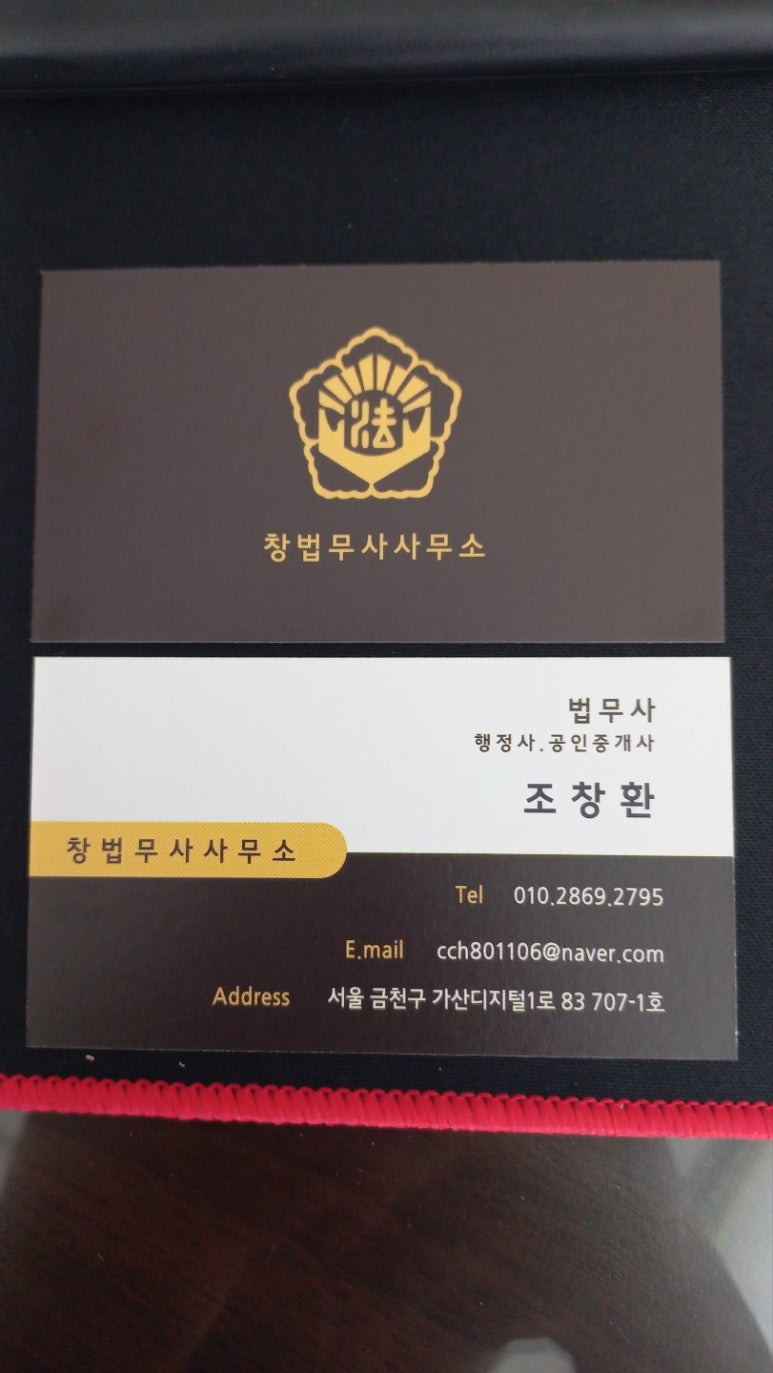 法
창법무사사무소
법무사
행정사.공인중개사
조창환
창법무사사무소
Tel 010.2869.2795
E.mail cch801106@naver.com
Address 서울 금천구 가산디지털1로 83 707-1호